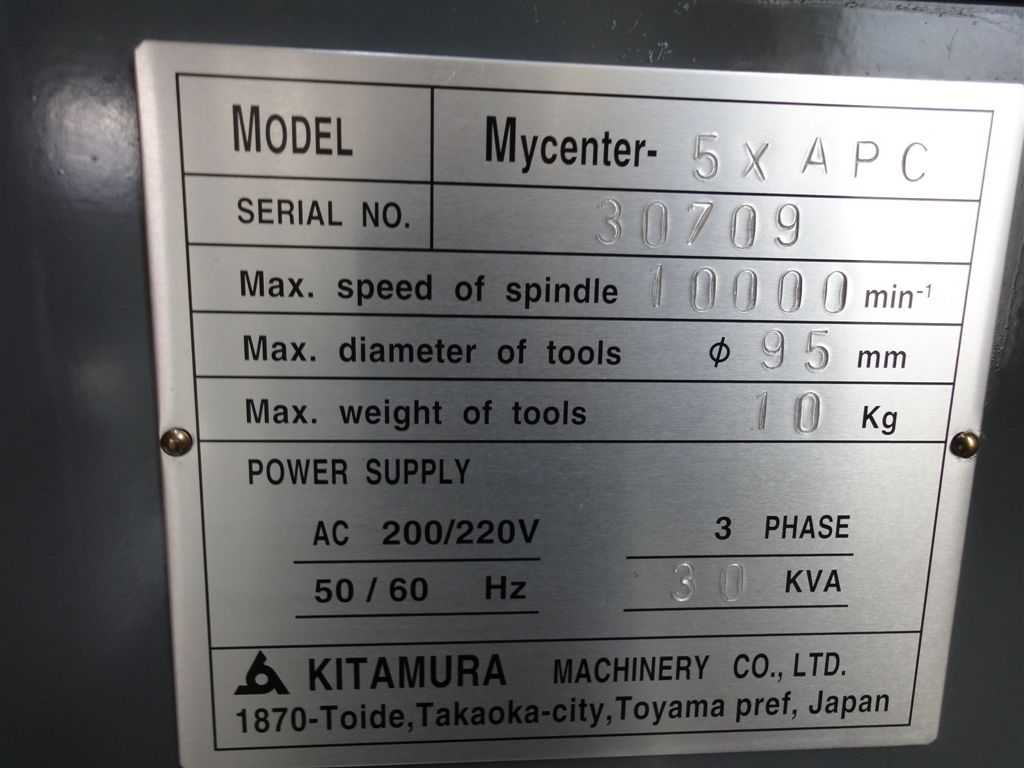 MODEL Mycenter- 5XAPC
SERIAL NO. 30709
Max. speed of spindle 10000 min⁻¹
Max. diameter of tools ϕ 95 mm
Max. weight of tools 10 Kg
POWER SUPPLY
AC 200/220V 3 PHASE
50/60 Hz 30 KVA
KITAMURA MACHINERY CO., LTD.
1870-Toide,Takaoka-city,Toyama pref, Japan